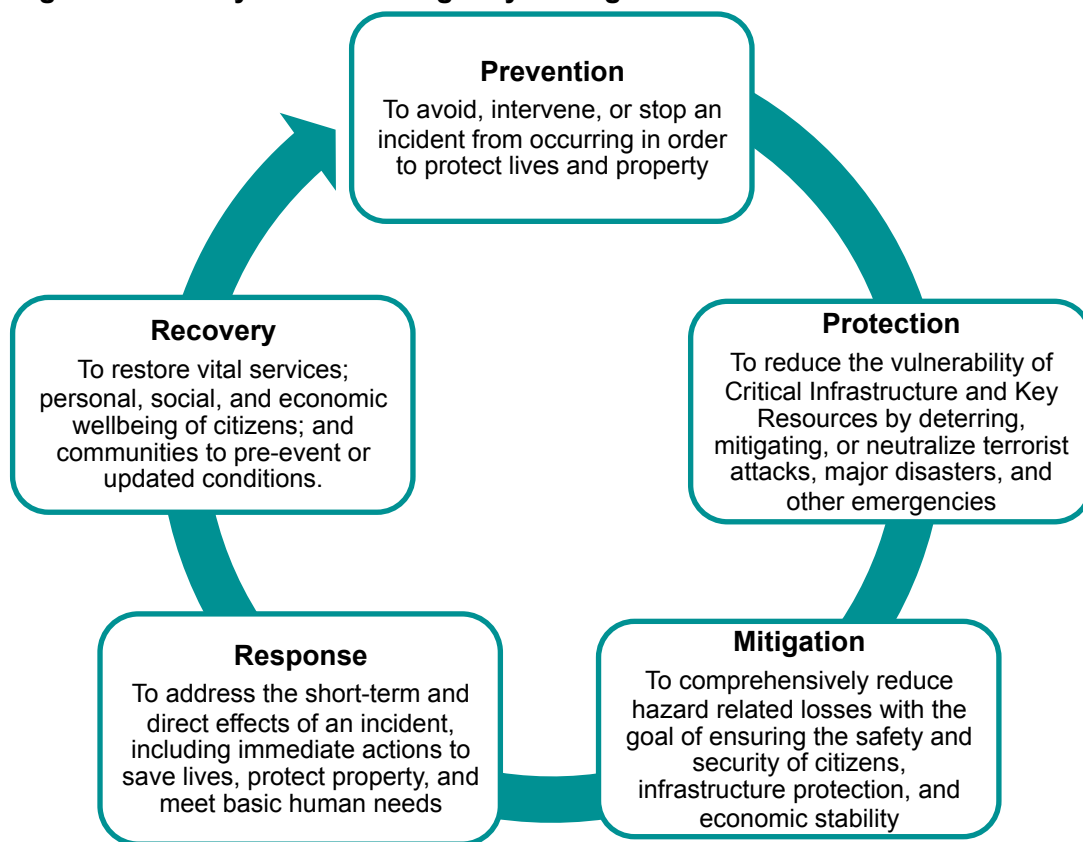 Prevention
To avoid, intervene, or stop an
incident from occurring in order
to protect lives and property
Protection
To reduce the vulnerability of
Critical Infrastructure and Key
Resources by deterring,
mitigating, or neutralize terrorist
attacks, major disasters, and
other emergencies
Mitigation
To comprehensively reduce
hazard related losses with the
goal of ensuring the safety and
security of citizens,
infrastructure protection, and
economic stability
Response
To address the short-term and
direct effects of an incident,
including immediate actions to
save lives, protect property, and
meet basic human needs
Recovery
To restore vital services;
personal, social, and economic
wellbeing of citizens; and
communities to pre-event or
updated conditions.